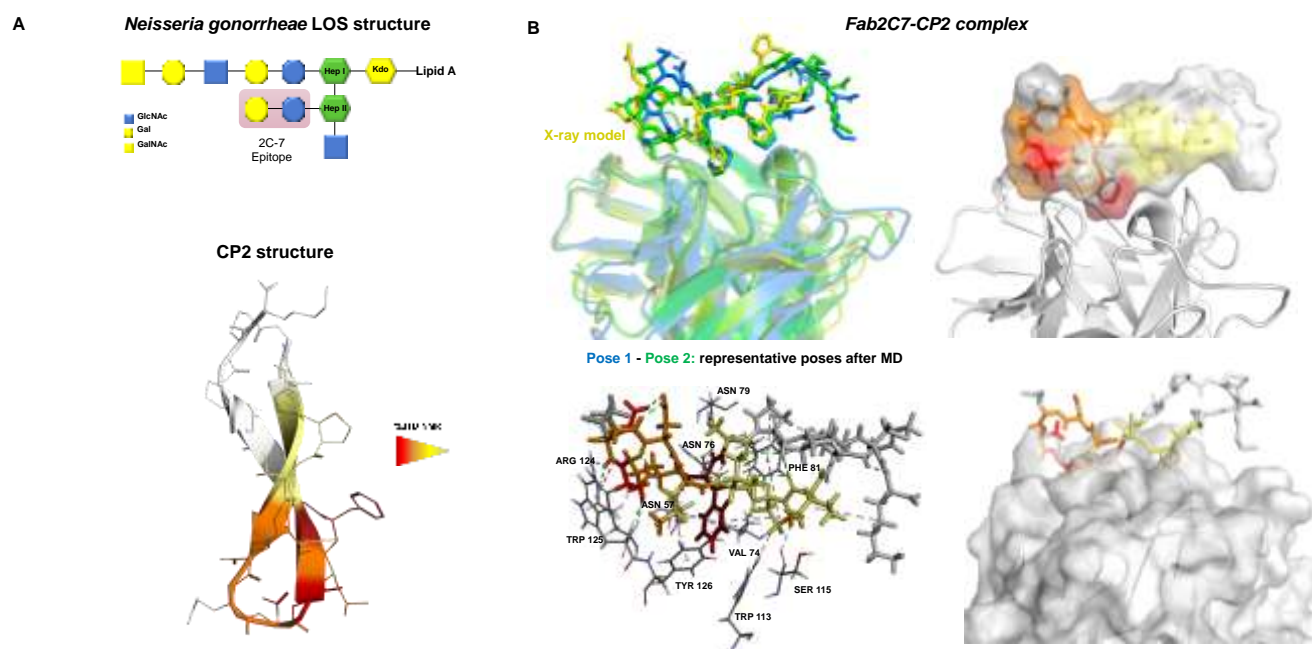 A
Neisseria gonorrheae LOS structure
Hep I
Kdo
Lipid A
Hep II
GlcNAc
Gal
GalNAc
2C-7
Epitope
CP2 structure
B
Fab2C7-CP2 complex
X-ray model
Pose 1 - Pose 2: representative poses after MD
ASN 79
ASN 76
ARG 124
PHE 81
ASN 57
TRP 125
VAL 74
TYR 126
SER 115
TRP 113